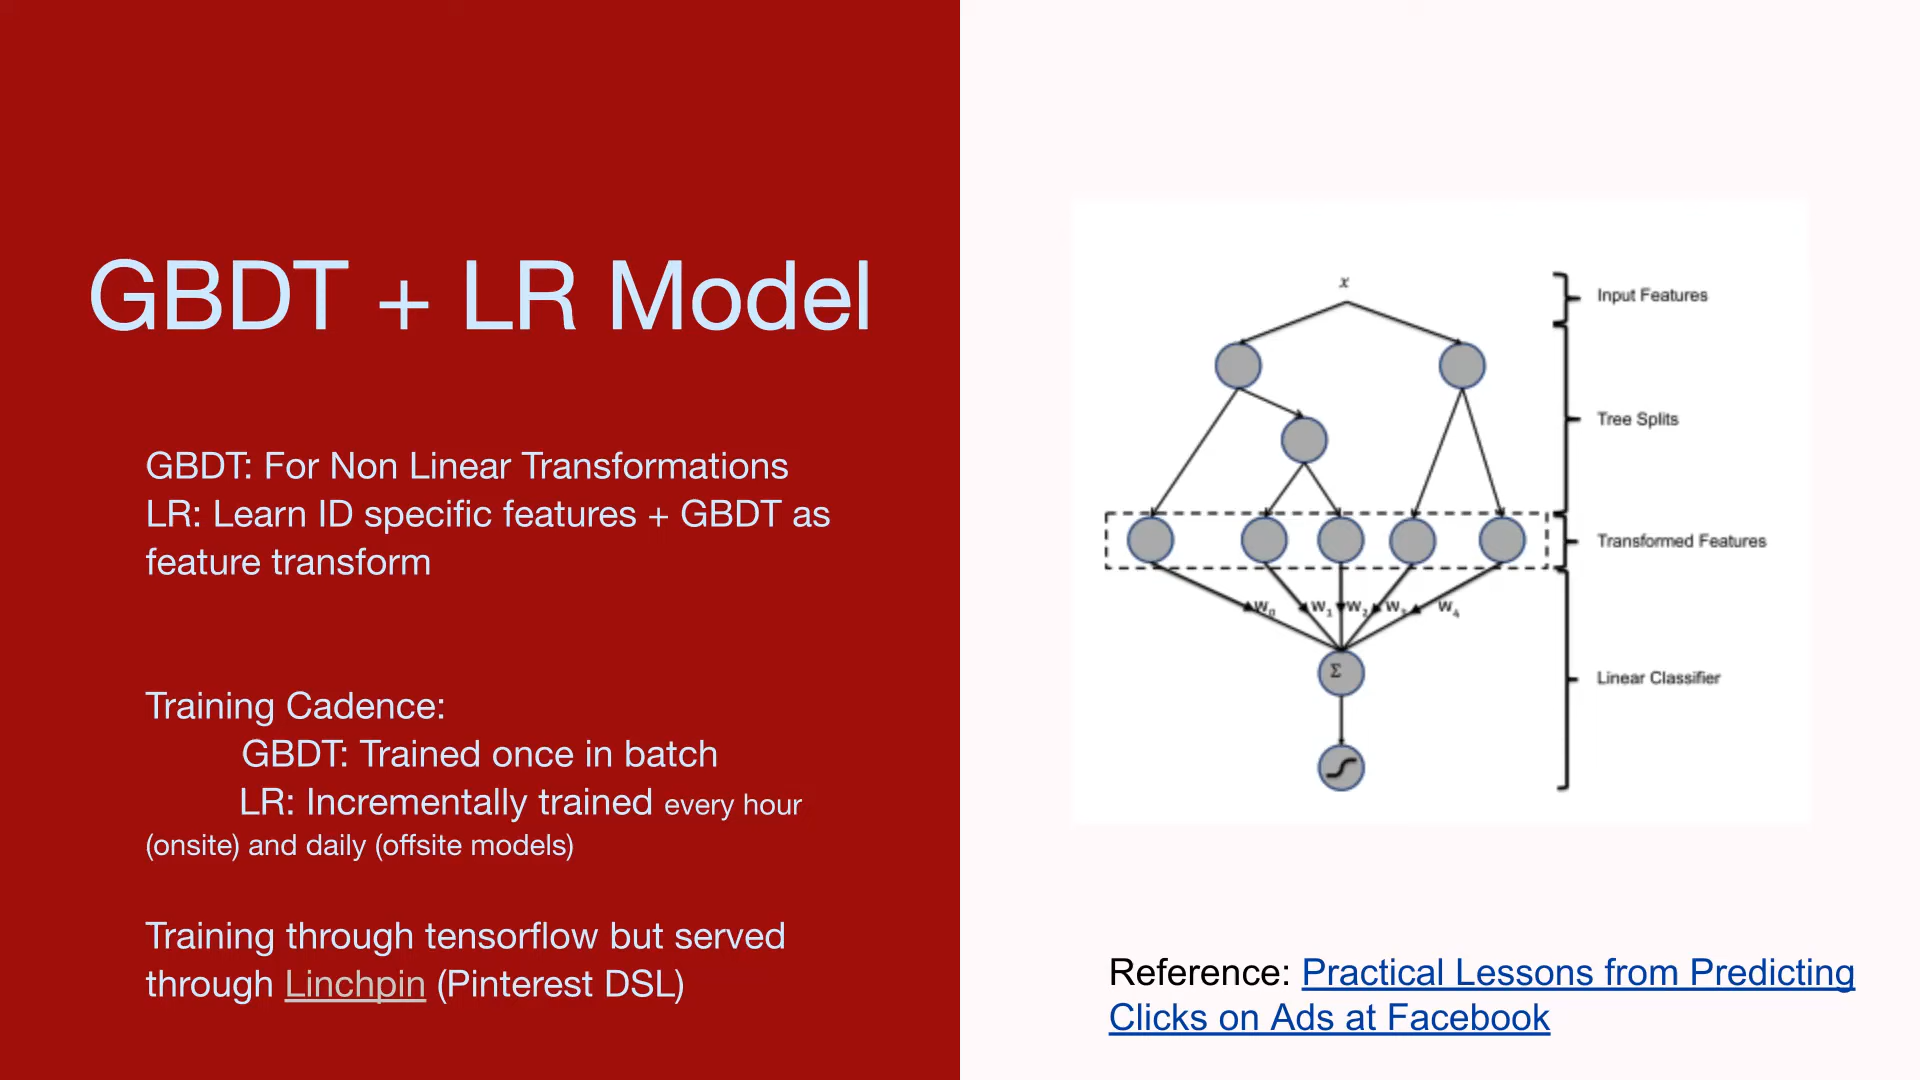 GBDT + LR Model
GBDT: For Non Linear Transformations
LR: Learn ID specific features + GBDT as
feature transform
Training Cadence:
GBDT: Trained once in batch
LR: Incrementally trained every hour
(onsite) and daily (offsite models)
Training through tensorflow but served
through Linchpin (Pinterest DSL)
x
Input Features
Tree Splits
Transformed Features
W₀ W₁ W₂ W₃ W₄
Σ
Linear Classifier
Reference: Practical Lessons from Predicting
Clicks on Ads at Facebook